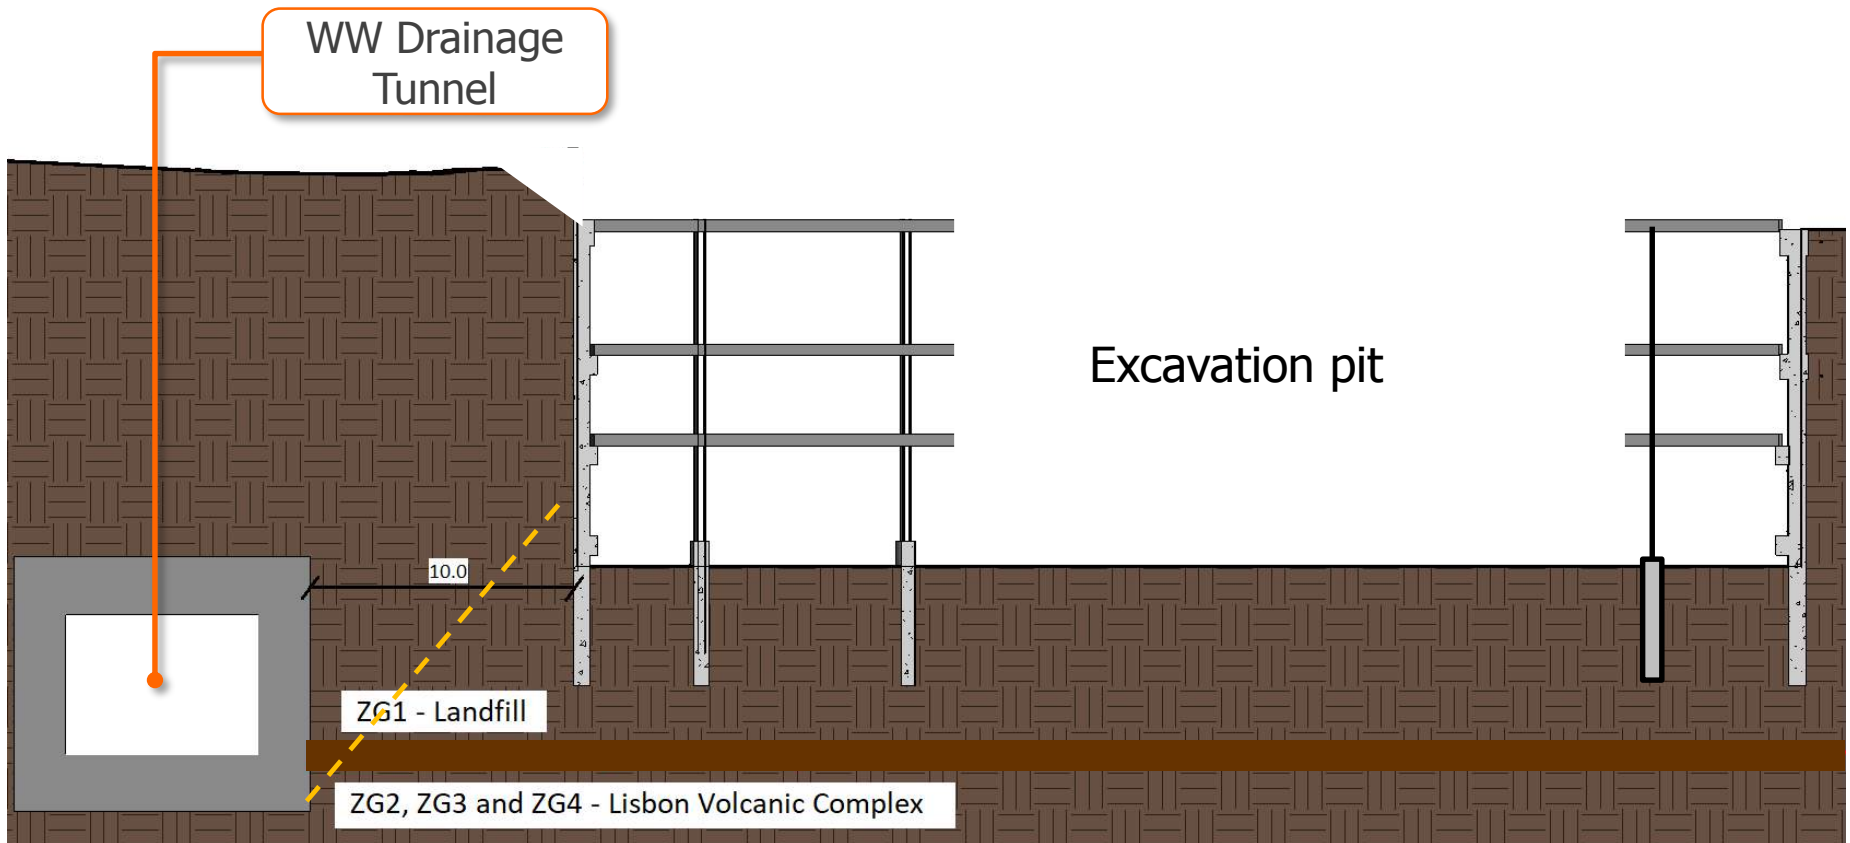 WW Drainage
Tunnel
Excavation pit
10.0
ZG1 - Landfill
ZG2, ZG3 and ZG4 - Lisbon Volcanic Complex